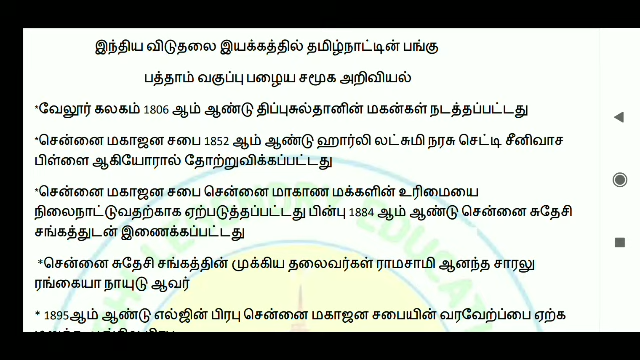 இந்திய விடுதலை இயக்கத்தில் தமிழ்நாட்டின் பங்கு
பத்தாம் வகுப்பு பழைய சமூக அறிவியல்
*வேலூர் கலகம் 1806 ஆம் ஆண்டு திப்புசுல்தானின் மகன்கள் நடத்தப்பட்டது
*சென்னை மகாஜன சபை 1852 ஆம் ஆண்டு ஹார்லி லட்சுமி நரசு செட்டி சீனிவாச
பிள்ளை ஆகியோரால் தோற்றுவிக்கப்பட்டது
*சென்னை மகாஜன சபை சென்னை மாகாண மக்களின் உரிமையை
நிலைநாட்டுவதற்காக ஏற்படுத்தப்பட்டது பின்பு 1884 ஆம் ஆண்டு சென்னை சுதேசி
சங்கத்துடன் இணைக்கப்பட்டது
*சென்னை சுதேசி சங்கத்தின் முக்கிய தலைவர்கள் ராமசாமி ஆனந்த சாரலு
ரங்கையா நாயுடு ஆவர்
* 1895ஆம் ஆண்டு எல்ஜின் பிரபு சென்னை மகாஜன சபையின் வரவேற்பை ஏற்க